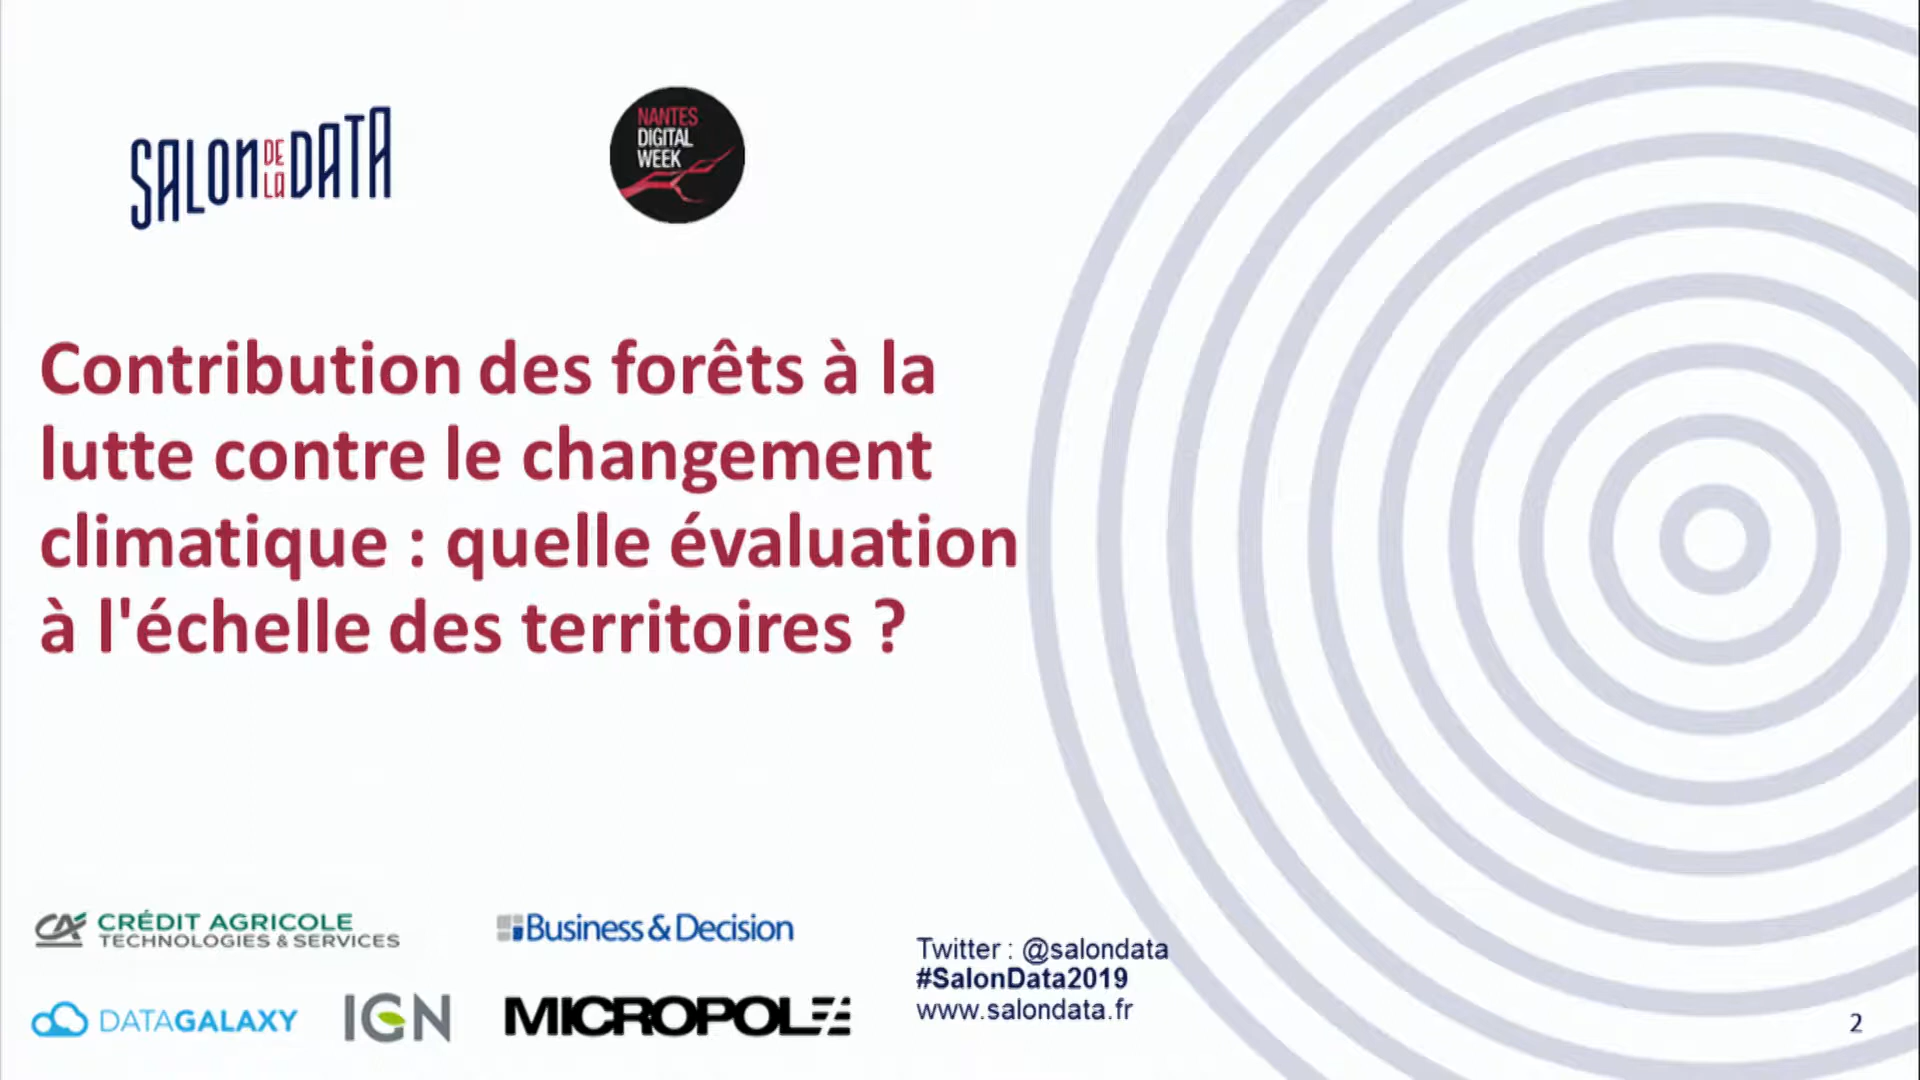 SALON DE LA DATA
NANTES
DIGITAL
WEEK
Contribution des forêts à la
lutte contre le changement
climatique : quelle évaluation
à l'échelle des territoires ?
CA CRÉDIT AGRICOLE
TECHNOLOGIES & SERVICES
Business & Decision
DATAGALAXY
IGN
MICROPOLE
Twitter : @salondata
#SalonData2019
www.salondata.fr
2